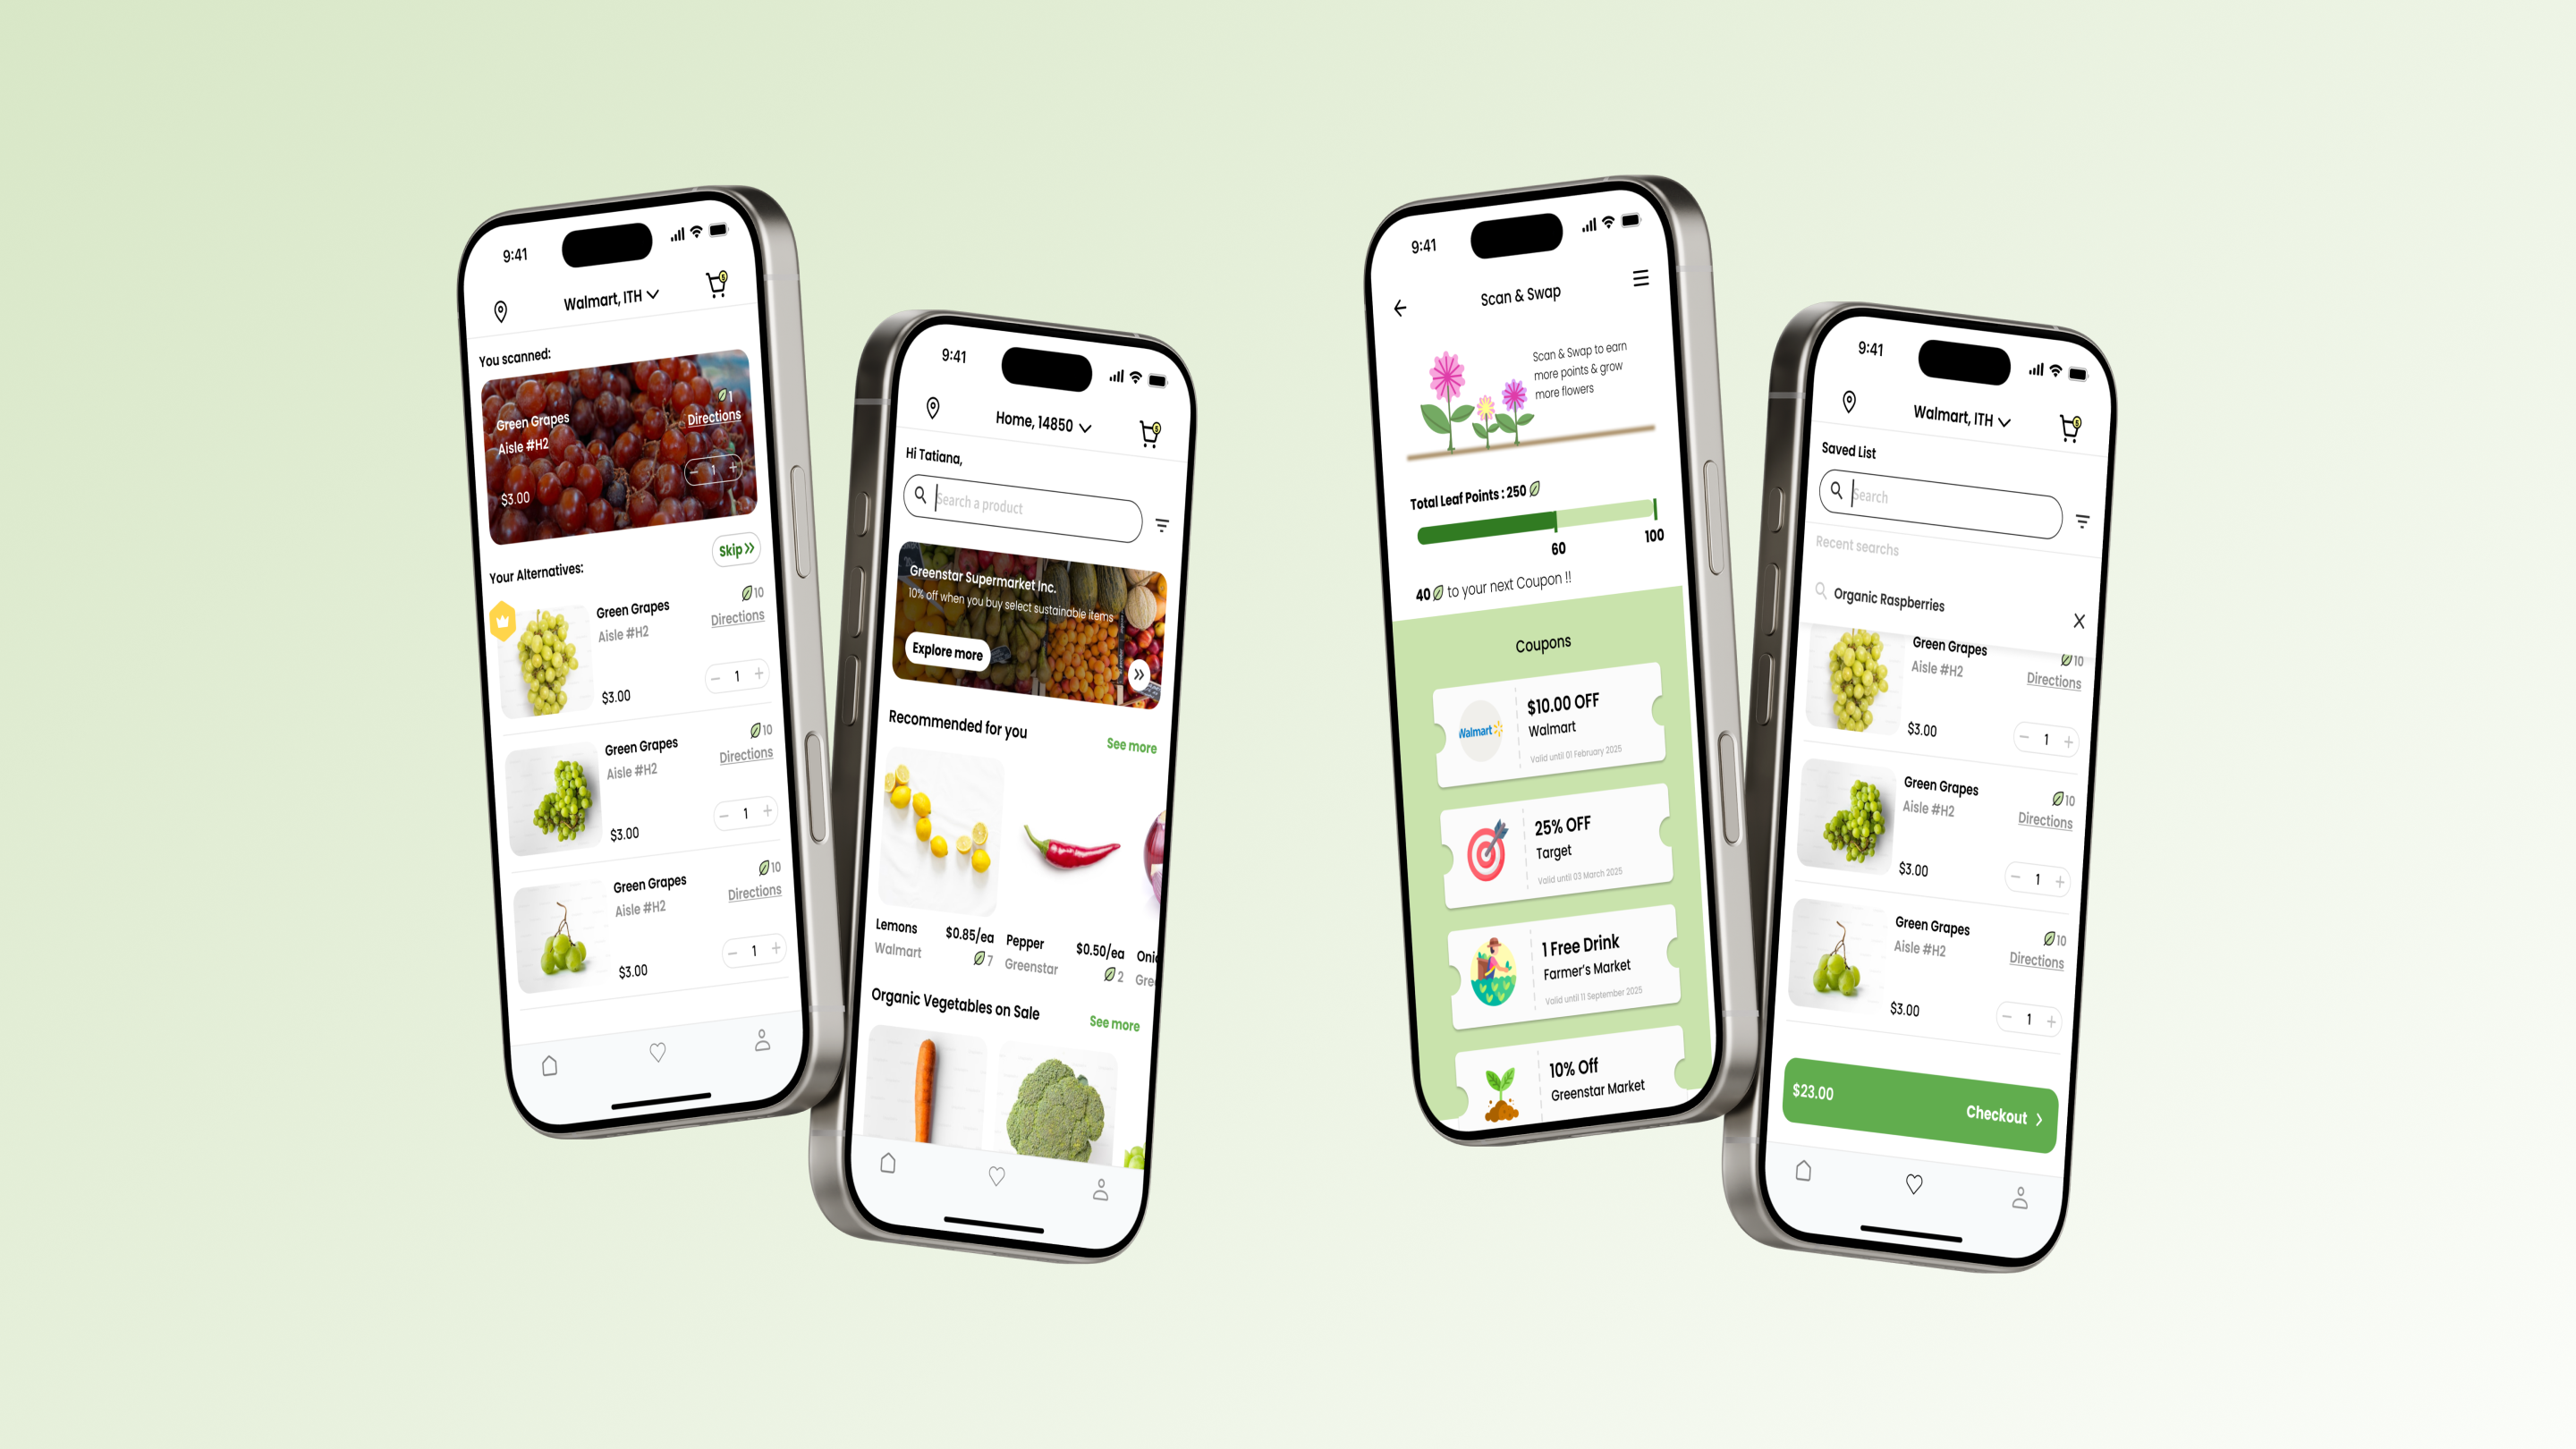 9:41
Walmart, ITH
5
You scanned:
1
Green Grapes
Directions
Aisle #H2
1
$3.00
Skip
Your Alternatives:
Green Grapes
10
Aisle #H2
Directions
$3.00
1
Green Grapes
10
Aisle #H2
Directions
$3.00
1
Green Grapes
10
Aisle #H2
Directions
$3.00
1
9:41
Home, 14850
5
Hi Tatiana,
Search a product
Greenstar Supermarket Inc.
10% off when you buy select sustainable items
Explore more
Recommended for you
See more
Lemons
$0.85/ea
Walmart
7
Pepper
$0.50/ea
Greenstar
2
Onio
Gree
Organic Vegetables on Sale
See more
9:41
Scan & Swap
Scan & Swap to earn
more points & grow
more flowers
Total Leaf Points : 250
60
100
40 to your next Coupon !!
Coupons
Walmart
$10.00 OFF
Walmart
Valid until 01 February 2025
25% OFF
Target
Valid until 03 March 2025
1 Free Drink
Farmer's Market
Valid until 11 September 2025
10% Off
Greenstar Market
9:41
Walmart, ITH
5
Saved List
Search
Recent searchs
Organic Raspberries
Green Grapes
10
Aisle #H2
Directions
$3.00
1
Green Grapes
10
Aisle #H2
Directions
$3.00
1
Green Grapes
10
Aisle #H2
Directions
$3.00
1
$23.00
Checkout